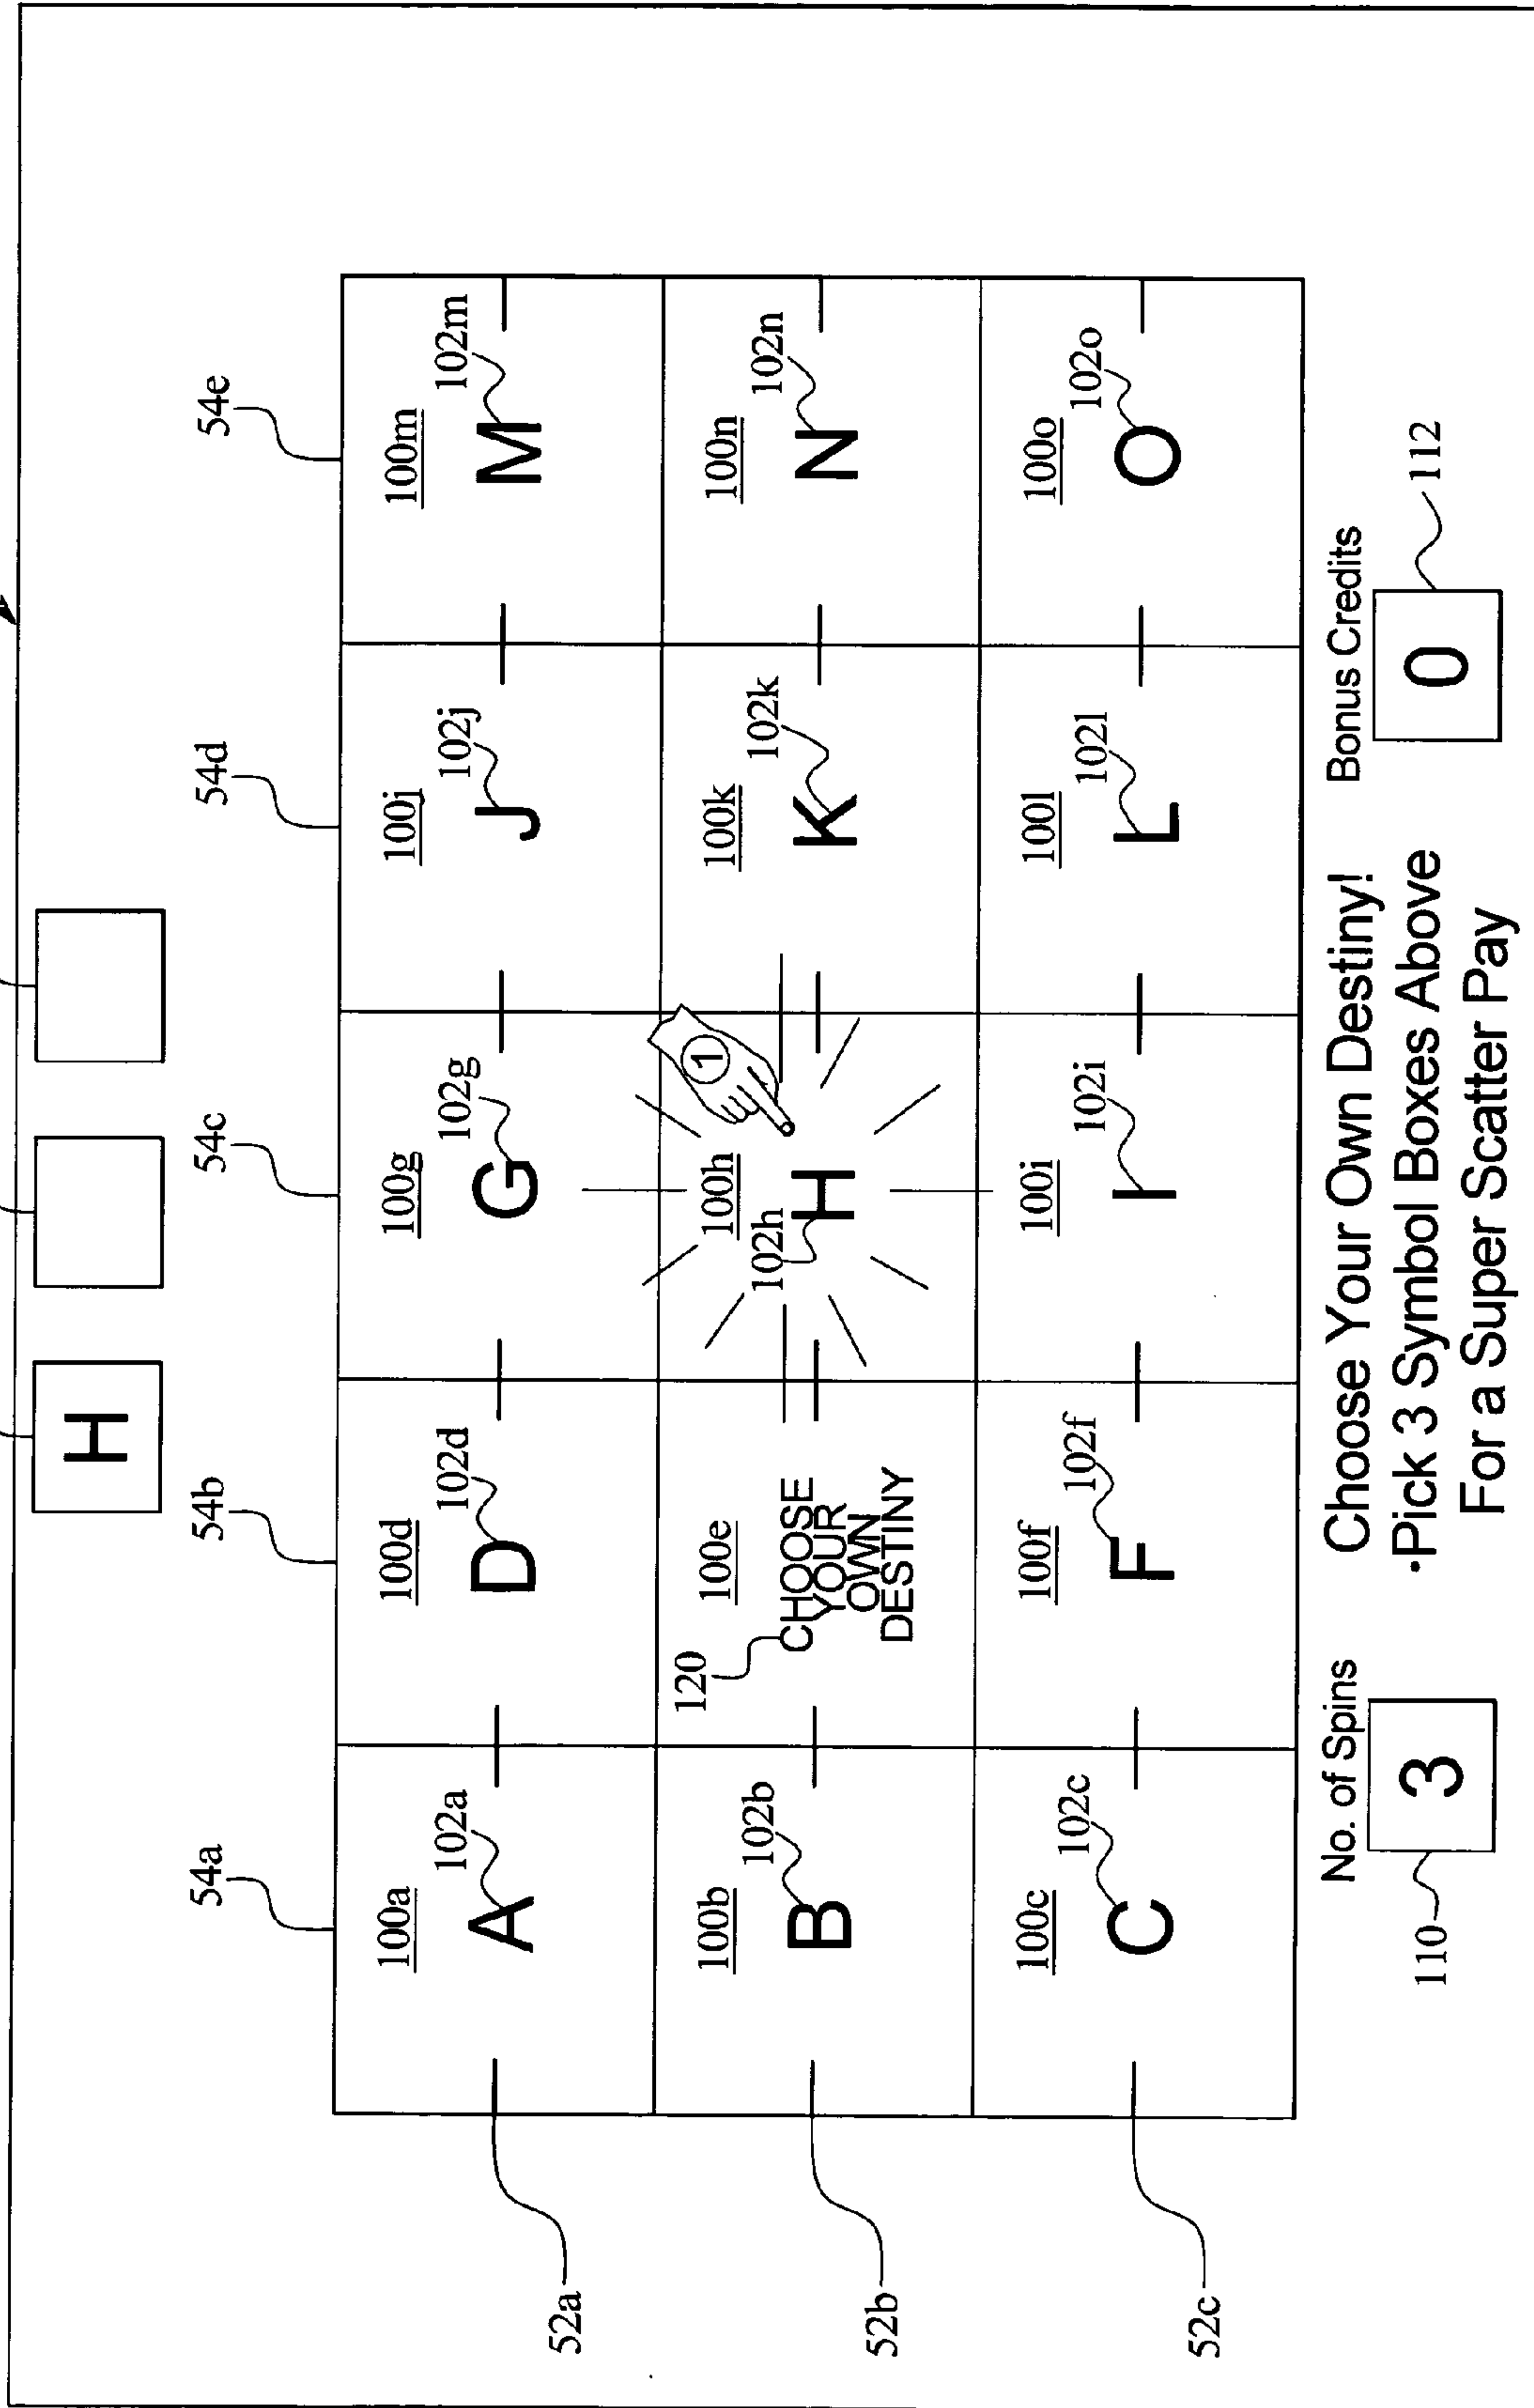 H
54a 54b 54c 54d 54e
100a 100d 100g 100j 100m
102a 102d 102g 102j 102m
A D G J M
52a
100b 100e 100h 100k 100n
120 102b 102h 102k 102n
B CHOOSE H K N
YOUR
OWN
DESTINY
1
52b
100c 100f 100i 100l 100o
102c 102f 102i 102l 102o
C F I L O
52c
No. of Spins Choose Your Own Destiny! Bonus Credits
110 3 •Pick 3 Symbol Boxes Above 0 112
For a Super Scatter Pay